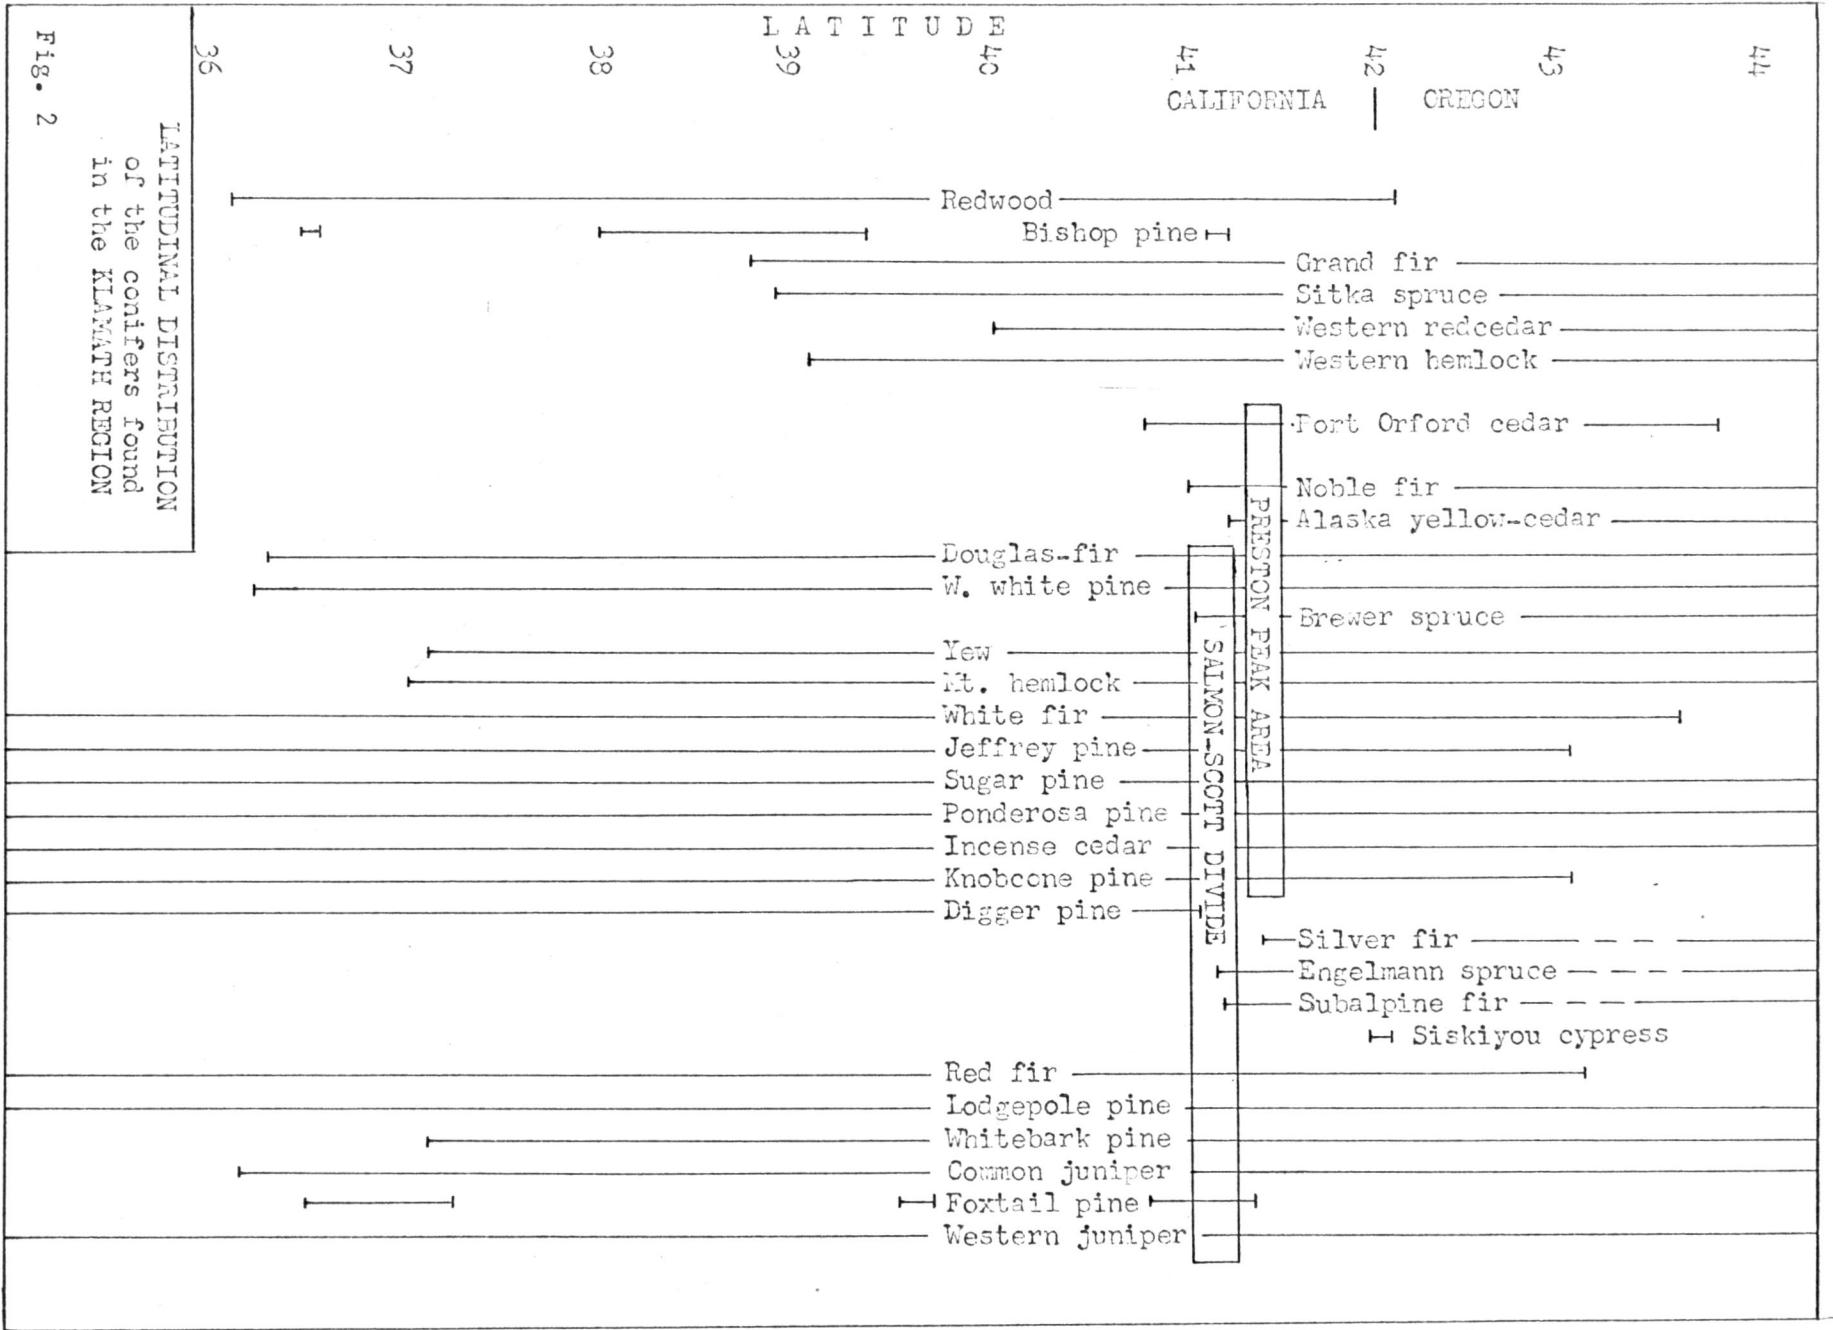 LATITUDE
36 37 38 39 40 41 42 43 44
CALIFORNIA | OREGON
Fig. 2
LATITUDINAL DISTRIBUTION
of the conifers found
in the KLAMATH REGION
Redwood
Bishop pine
Grand fir
Sitka spruce
Western redcedar
Western hemlock
Port Orford cedar
Noble fir
Alaska yellow-cedar
Douglas-fir
W. white pine
Brewer spruce
Yew
Mt. hemlock
White fir
Jeffrey pine
Sugar pine
Ponderosa pine
Incense cedar
Knobcone pine
Digger pine
Silver fir
Engelmann spruce
Subalpine fir
Siskiyou cypress
Red fir
Lodgepole pine
Whitebark pine
Common juniper
Foxtail pine
Western juniper
PRESTON PEAK AREA
SALMON-SCOTT DIVIDE